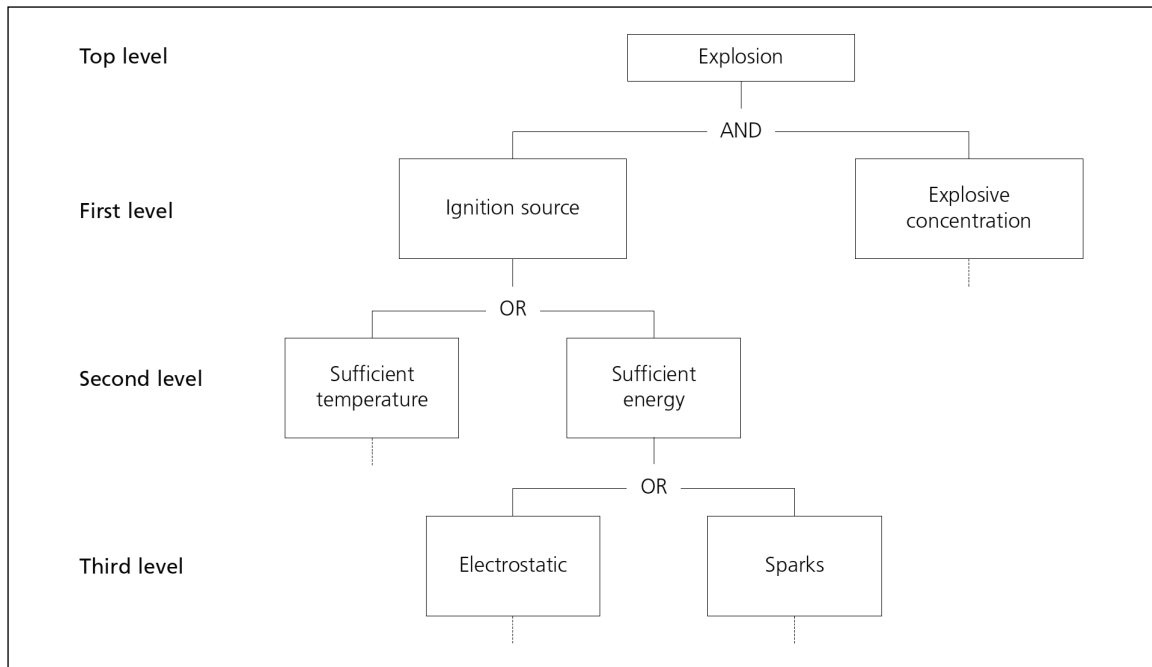 Top level
Explosion
AND
First level
Ignition source
Explosive
concentration
OR
Second level
Sufficient
temperature
Sufficient
energy
OR
Third level
Electrostatic
Sparks